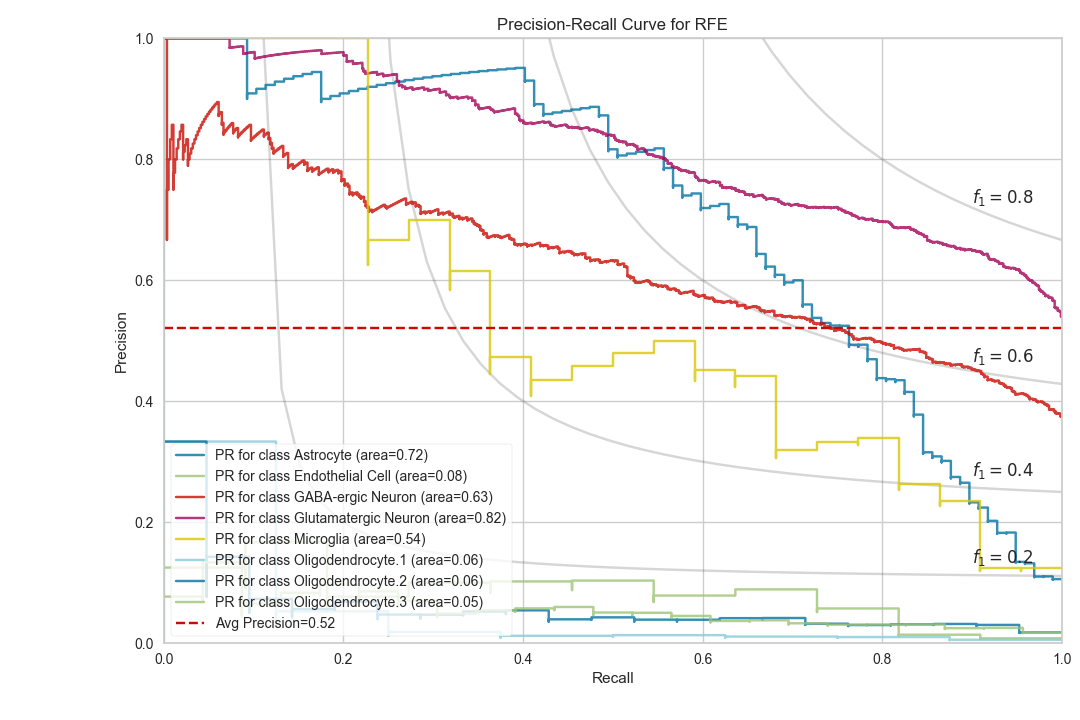 Precision-Recall Curve for RFE
1.0
0.8
0.6
0.4
0.2
0.0
Precision
f1 = 0.8
f1 = 0.6
f1 = 0.4
f1 = 0.2
PR for class Astrocyte (area=0.72)
PR for class Endothelial Cell (area=0.08)
PR for class GABA-ergic Neuron (area=0.63)
PR for class Glutamatergic Neuron (area=0.82)
PR for class Microglia (area=0.54)
PR for class Oligodendrocyte.1 (area=0.06)
PR for class Oligodendrocyte.2 (area=0.06)
PR for class Oligodendrocyte.3 (area=0.05)
Avg Precision=0.52
0.0 0.2 0.4 0.6 0.8 1.0
Recall